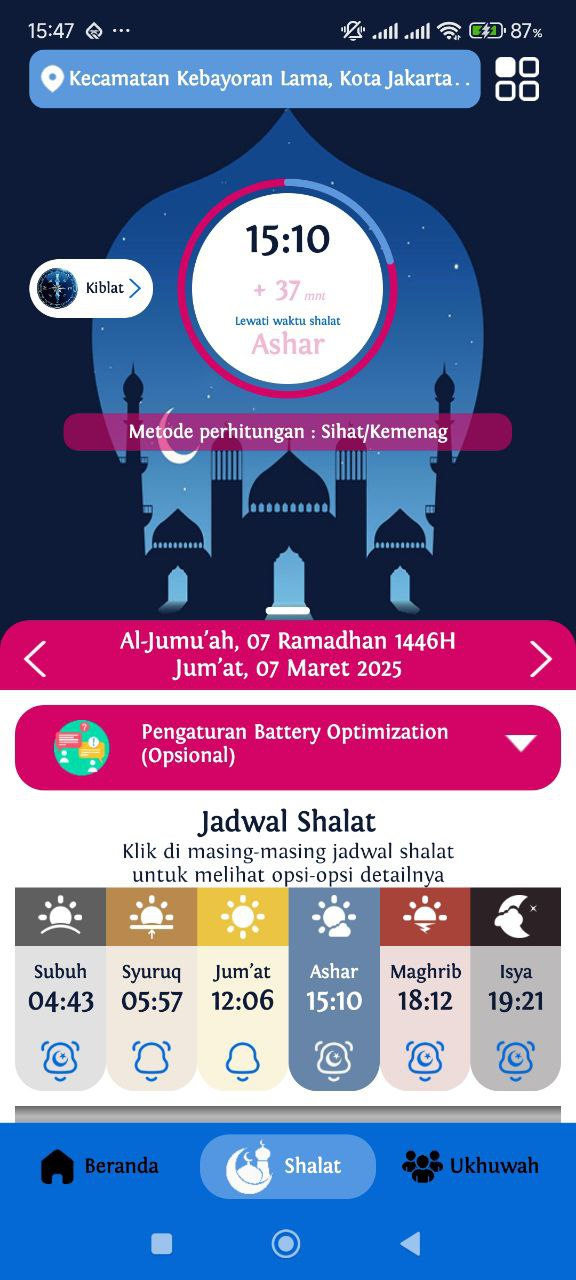 15:47 87%
Kecamatan Kebayoran Lama, Kota Jakarta..
15:10
+ 37 mnt
Lewati waktu shalat
Ashar
Kiblat
Metode perhitungan : Sihat/Kemenag
Al-Jumu'ah, 07 Ramadhan 1446H
Jum'at, 07 Maret 2025
Pengaturan Battery Optimization
(Opsional)
Jadwal Shalat
Klik di masing-masing jadwal shalat
untuk melihat opsi-opsi detailnya
Subuh Syuruq Jum'at Ashar Maghrib Isya
04:43 05:57 12:06 15:10 18:12 19:21
Beranda Shalat Ukhuwah